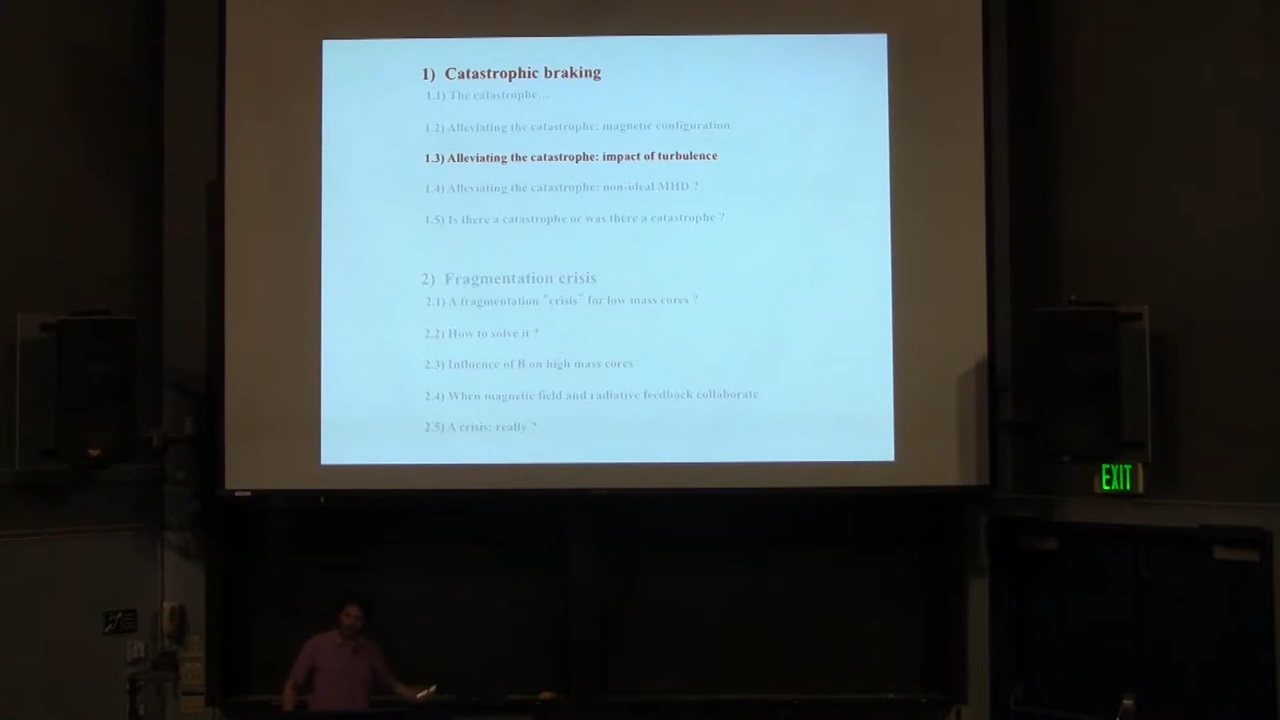 1) Catastrophic braking
1.1) The catastrophe…
1.2) Alleviating the catastrophe: magnetic configuration
1.3) Alleviating the catastrophe: impact of turbulence
1.4) Alleviating the catastrophe: non-ideal MHD ?
1.5) Is there a catastrophe or was there a catastrophe ?
2) Fragmentation crisis
2.1) A fragmentation "crisis" for low mass cores ?
2.2) How to solve it ?
2.3) Influence of B on high mass cores
2.4) When magnetic field and radiative feedback collaborate
2.5) A crisis: really ?
EXIT